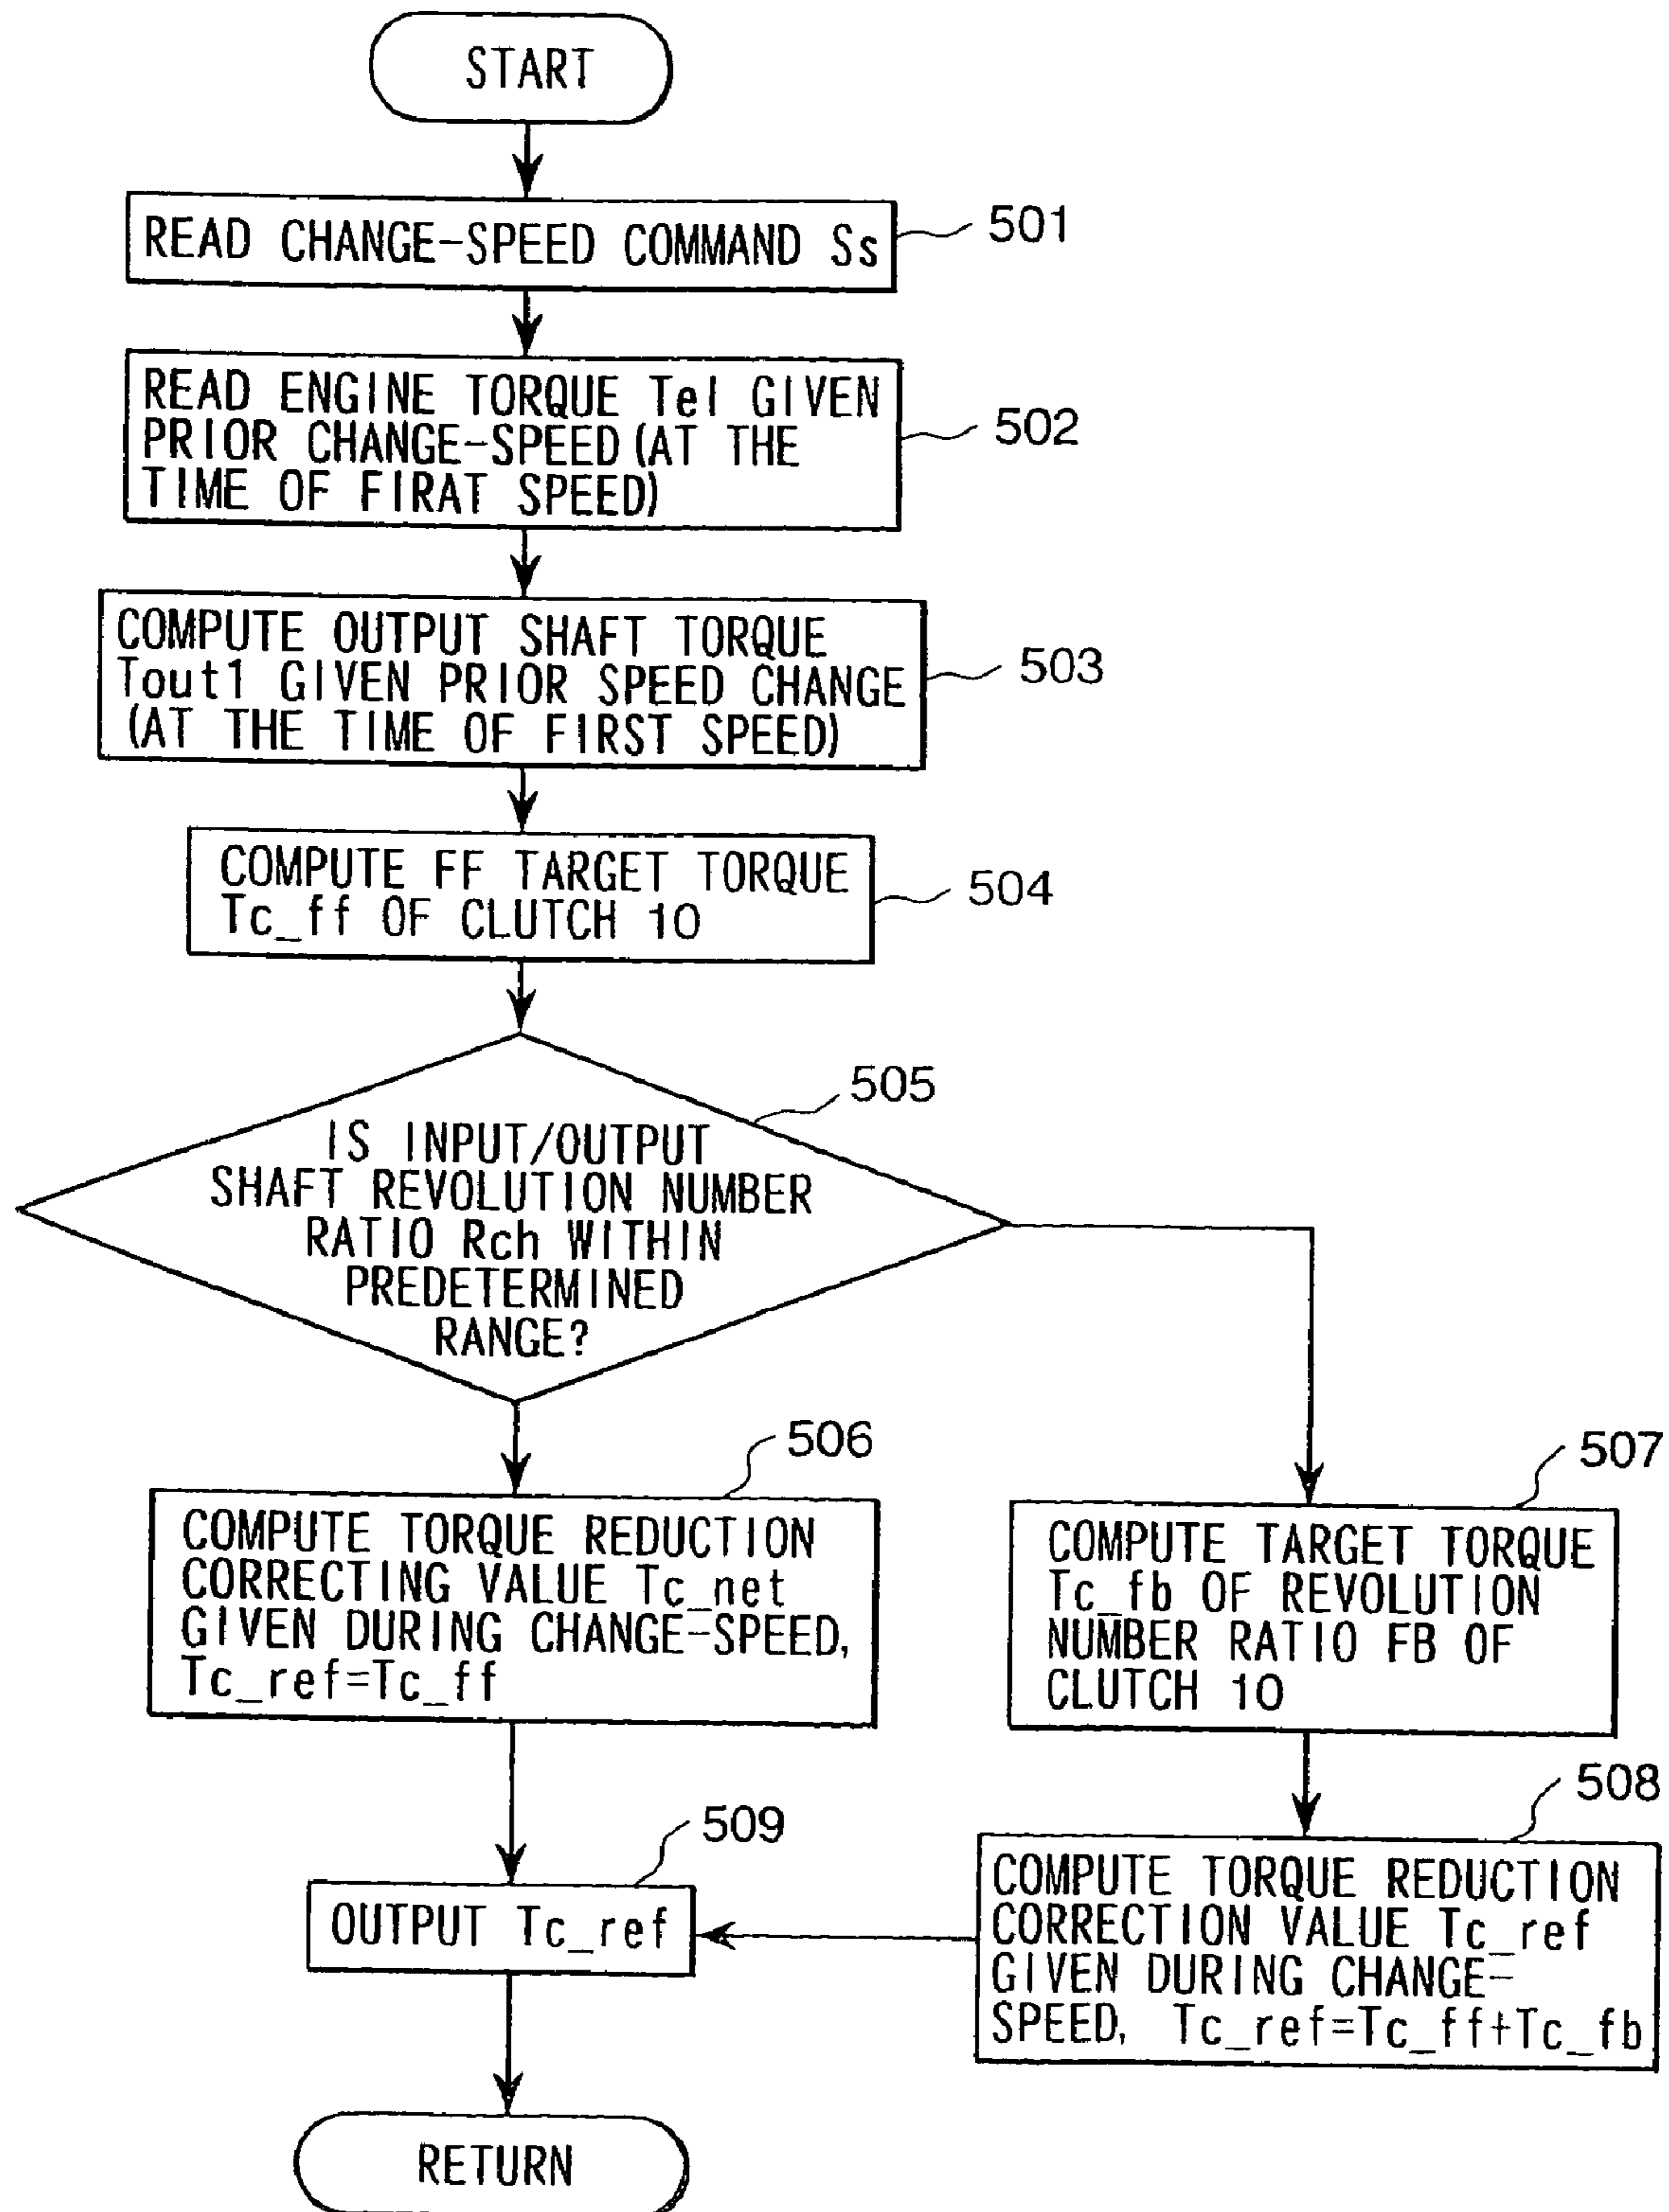 START
READ CHANGE-SPEED COMMAND Ss
501
READ ENGINE TORQUE Tel GIVEN
PRIOR CHANGE-SPEED (AT THE
TIME OF FIRAT SPEED)
502
COMPUTE OUTPUT SHAFT TORQUE
Tout1 GIVEN PRIOR SPEED CHANGE
(AT THE TIME OF FIRST SPEED)
503
COMPUTE FF TARGET TORQUE
Tc_ff OF CLUTCH 10
504
505
IS INPUT/OUTPUT
SHAFT REVOLUTION NUMBER
RATIO Rch WITHIN
PREDETERMINED
RANGE?
506
COMPUTE TORQUE REDUCTION
CORRECTING VALUE Tc_net
GIVEN DURING CHANGE-SPEED,
Tc_ref=Tc_ff
507
COMPUTE TARGET TORQUE
Tc_fb OF REVOLUTION
NUMBER RATIO FB OF
CLUTCH 10
508
COMPUTE TORQUE REDUCTION
CORRECTION VALUE Tc_ref
GIVEN DURING CHANGE-
SPEED, Tc_ref=Tc_ff+Tc_fb
509
OUTPUT Tc_ref
RETURN